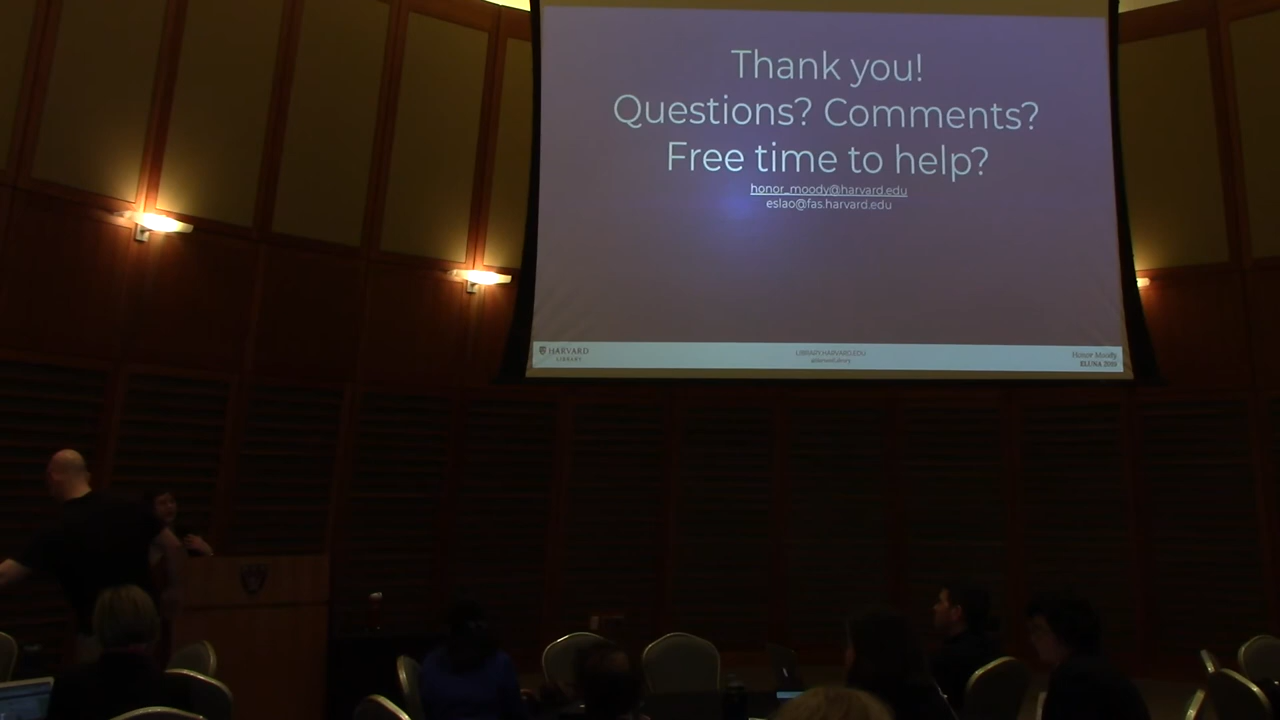 Thank you!
Questions? Comments?
Free time to help?
honor_moody@harvard.edu
eslao@fas.harvard.edu
HARVARD
LIBRARY
LIBRARY.HARVARD.EDU
Honor Moody
ELUNA 2019